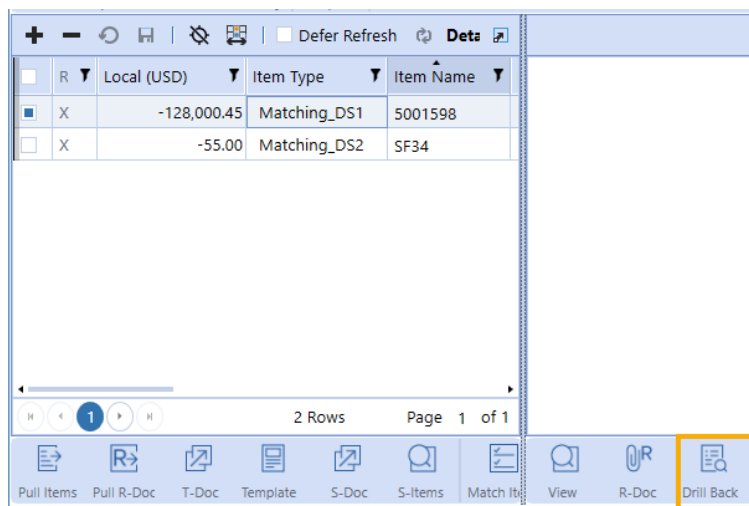 Defer Refresh Deta
R Local (USD) Item Type Item Name
X -128,000.45 Matching_DS1 5001598
X -55.00 Matching_DS2 SF34
1 2 Rows Page 1 of 1
Pull Items Pull R-Doc T-Doc Template S-Doc S-Items Match Ite View R-Doc Drill Back